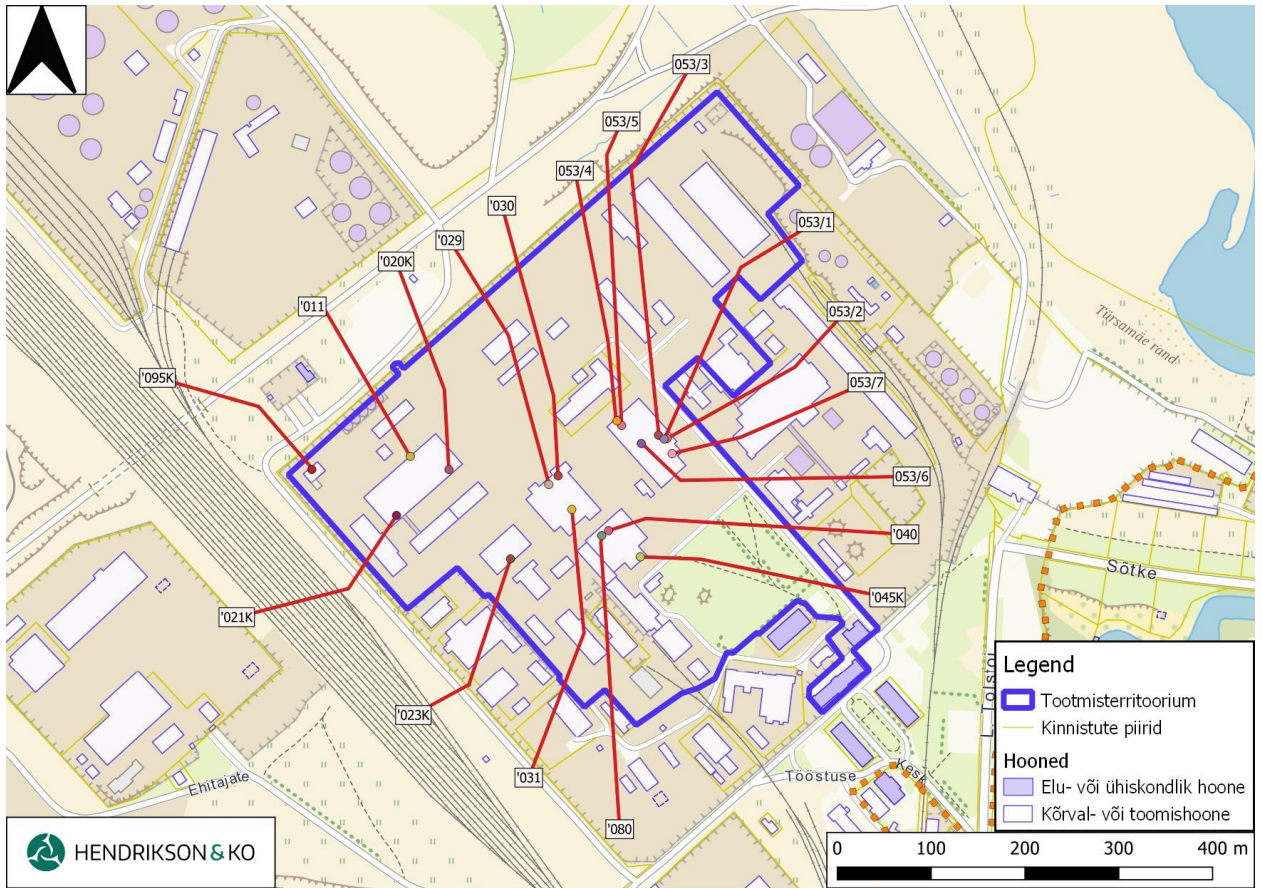 053/3
053/5
053/4
'030
'029
053/1
'020K
'011
053/2
Türsamäe rand
'095K
053/7
053/6
'040
Sõtke
'045K
'021K
Legend
L. Tolstoi
Tootmisterritoorium
'023K
Kinnistute piirid
Hooned
Elu- või ühiskondlik hoone
Kõrval- või toomishoone
Kesk
Tööstuse
'031
Ehitajate
'080
HENDRIKSON & KO
0 100 200 300 400 m